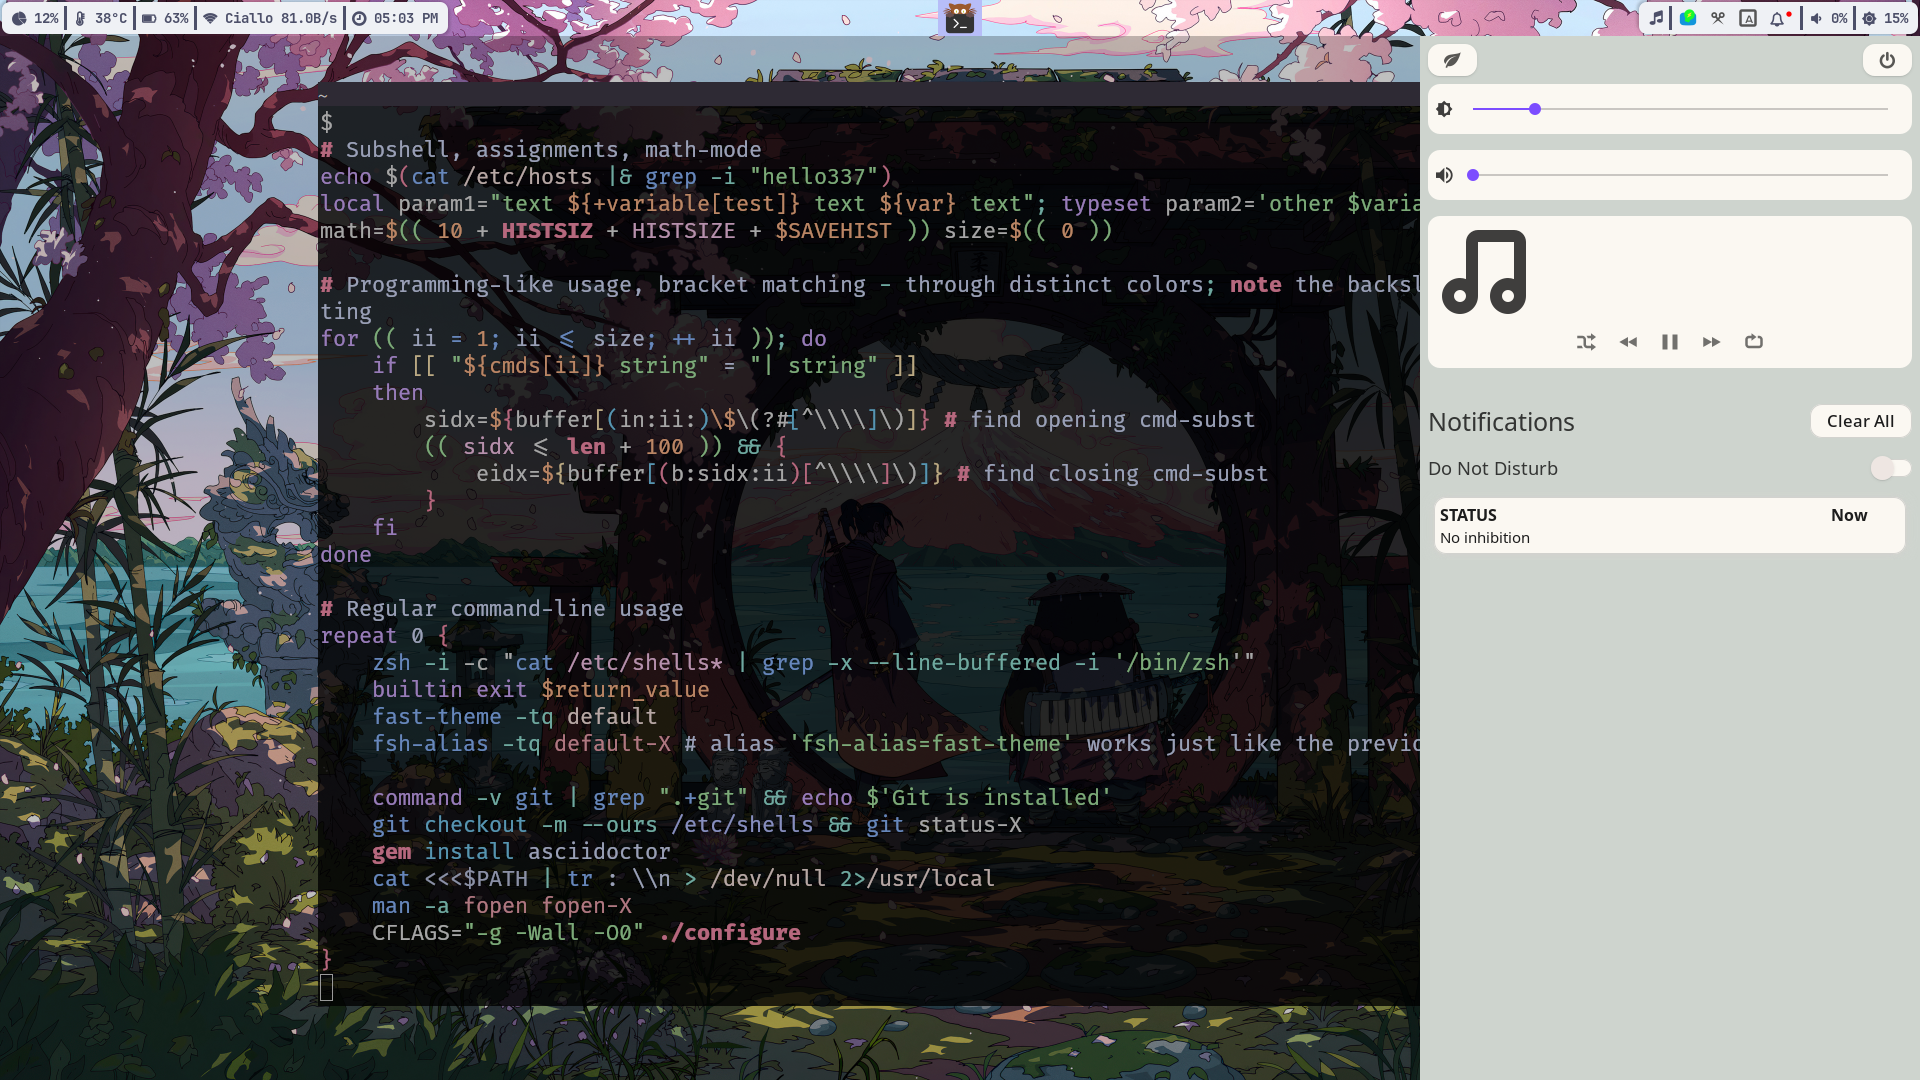 12% 38°C 63% Ciallo 81.0B/s 05:03 PM
A 0% 15%
~
$
# Subshell, assignments, math-mode
echo $(cat /etc/hosts |& grep -i "hello337")
local param1="text ${+variable[test]} text ${var} text"; typeset param2='other $varia
math=$(( 10 + HISTSIZ + HISTSIZE + $SAVEHIST )) size=$(( 0 ))
# Programming-like usage, bracket matching - through distinct colors; note the backsl
ting
for (( ii = 1; ii <= size; ++ ii )); do
    if [[ "${cmds[ii]} string" = "| string" ]]
    then
        sidx=${buffer[(in:ii:)\$\(?#[^\\\\]\)]} # find opening cmd-subst
        (( sidx <= len + 100 )) && {
            eidx=${buffer[(b:sidx:ii)[^\\\\]\)]} # find closing cmd-subst
        }
    fi
done
# Regular command-line usage
repeat 0 {
    zsh -i -c "cat /etc/shells* | grep -x --line-buffered -i '/bin/zsh'"
    builtin exit $return_value
    fast-theme -tq default
    fsh-alias -tq default-X # alias 'fsh-alias=fast-theme' works just like the previo
    command -v git | grep ".+git" && echo $'Git is installed'
    git checkout -m --ours /etc/shells && git status-X
    gem install asciidoctor
    cat <<<$PATH | tr : \\n > /dev/null 2>/usr/local
    man -a fopen fopen-X
    CFLAGS="-g -Wall -O0" ./configure
}
Notifications Clear All
Do Not Disturb
STATUS Now
No inhibition